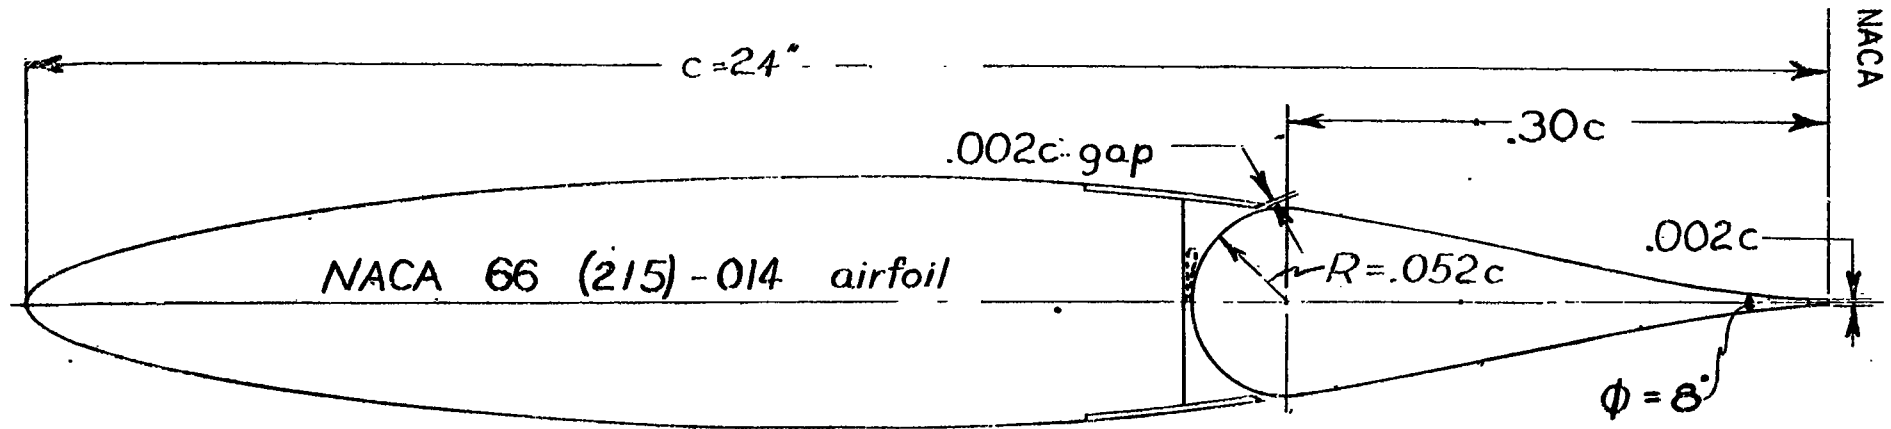 NACA
c = 24"
.30c
.002c gap
.002c
NACA 66 (215) - 014 airfoil
R = .052c
ϕ = 8°